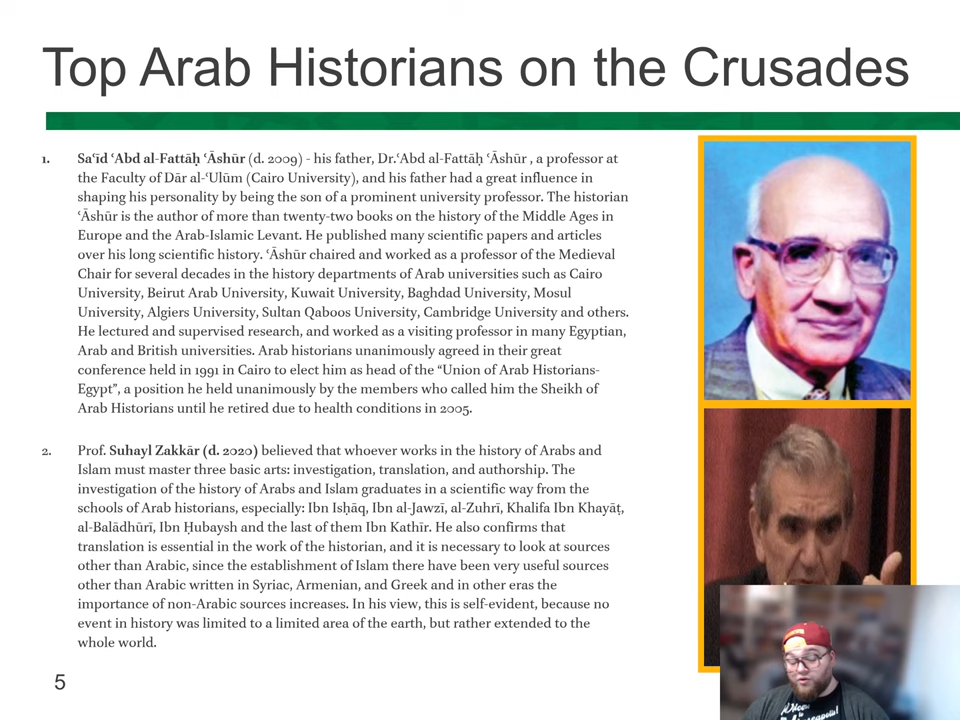 Top Arab Historians on the Crusades
1. Saʿīd ʿAbd al-Fattāḥ ʿĀshūr (d. 2009) - his father, Dr.ʿAbd al-Fattāḥ ʿĀshūr , a professor at
the Faculty of Dār al-ʿUlūm (Cairo University), and his father had a great influence in
shaping his personality by being the son of a prominent university professor. The historian
ʿĀshūr is the author of more than twenty-two books on the history of the Middle Ages in
Europe and the Arab-Islamic Levant. He published many scientific papers and articles
over his long scientific history. ʿĀshūr chaired and worked as a professor of the Medieval
Chair for several decades in the history departments of Arab universities such as Cairo
University, Beirut Arab University, Kuwait University, Baghdad University, Mosul
University, Algiers University, Sultan Qaboos University, Cambridge University and others.
He lectured and supervised research, and worked as a visiting professor in many Egyptian,
Arab and British universities. Arab historians unanimously agreed in their great
conference held in 1991 in Cairo to elect him as head of the “Union of Arab Historians-
Egypt”, a position he held unanimously by the members who called him the Sheikh of
Arab Historians until he retired due to health conditions in 2005.
2. Prof. Suhayl Zakkār (d. 2020) believed that whoever works in the history of Arabs and
Islam must master three basic arts: investigation, translation, and authorship. The
investigation of the history of Arabs and Islam graduates in a scientific way from the
schools of Arab historians, especially: Ibn Isḥāq, Ibn al-Jawzī, al-Zuhrī, Khalifa Ibn Khayāṭ,
al-Balādhūrī, Ibn Ḥubaysh and the last of them Ibn Kathīr. He also confirms that
translation is essential in the work of the historian, and it is necessary to look at sources
other than Arabic, since the establishment of Islam there have been very useful sources
other than Arabic written in Syriac, Armenian, and Greek and in other eras the
importance of non-Arabic sources increases. In his view, this is self-evident, because no
event in history was limited to a limited area of the earth, but rather extended to the
whole world.
5